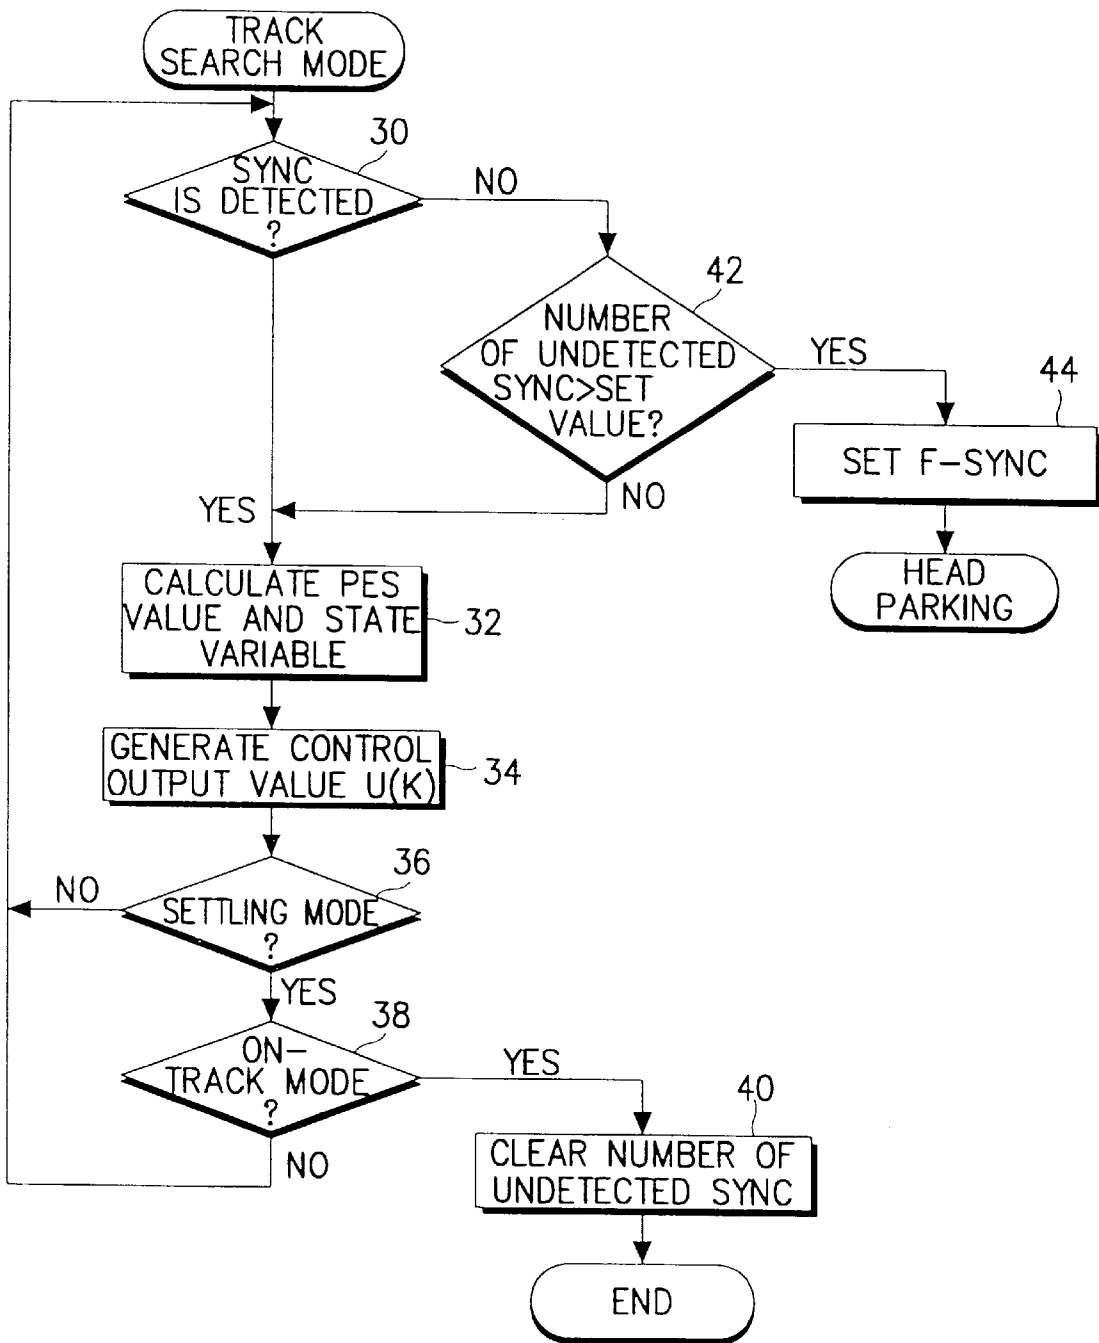 TRACK
SEARCH MODE
30
SYNC
IS DETECTED
?
NO
42
NUMBER
OF UNDETECTED
SYNC>SET
VALUE?
YES
44
SET F-SYNC
NO
YES
HEAD
PARKING
CALCULATE PES
VALUE AND STATE
VARIABLE
32
GENERATE CONTROL
OUTPUT VALUE U(K)
34
36
NO
SETTLING MODE
?
YES
38
ON-
TRACK MODE
?
YES
NO
40
CLEAR NUMBER OF
UNDETECTED SYNC
END